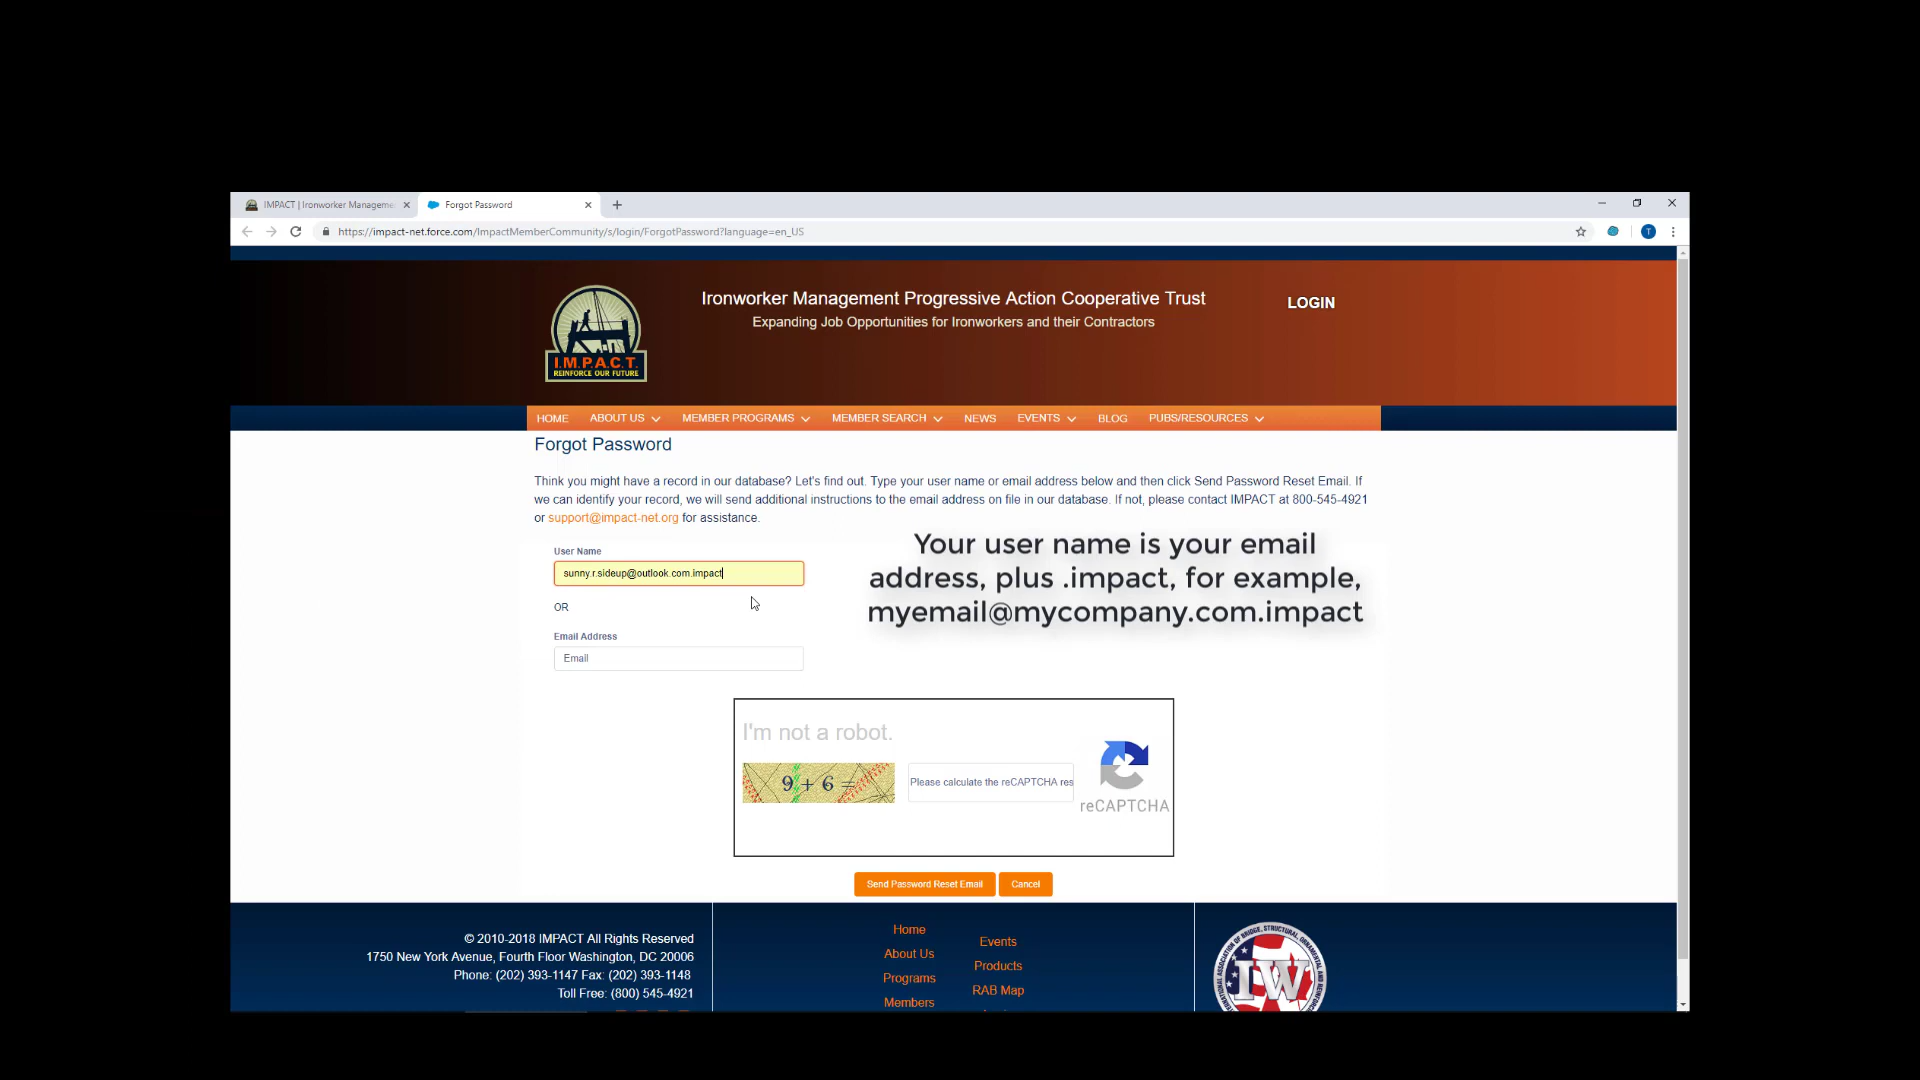 IMPACT | Ironworker Manageme
Forgot Password
https://impact-net.force.com/ImpactMemberCommunity/s/login/ForgotPassword?language=en_US
T
I.M.P.A.C.T.
REINFORCE OUR FUTURE
Ironworker Management Progressive Action Cooperative Trust
Expanding Job Opportunities for Ironworkers and their Contractors
LOGIN
HOME ABOUT US MEMBER PROGRAMS MEMBER SEARCH NEWS EVENTS BLOG PUBS/RESOURCES
Forgot Password
Think you might have a record in our database? Let's find out. Type your user name or email address below and then click Send Password Reset Email. If
we can identify your record, we will send additional instructions to the email address on file in our database. If not, please contact IMPACT at 800-545-4921
or support@impact-net.org for assistance.
User Name
sunny.r.sideup@outlook.com.impact
OR
Email Address
Email
Your user name is your email
address, plus .impact, for example,
myemail@mycompany.com.impact
I'm not a robot.
9 + 6 =
Please calculate the reCAPTCHA res
reCAPTCHA
Send Password Reset Email
Cancel
© 2010-2018 IMPACT All Rights Reserved
1750 New York Avenue, Fourth Floor Washington, DC 20006
Phone: (202) 393-1147 Fax: (202) 393-1148
Toll Free: (800) 545-4921
Home
About Us
Programs
Members
Events
Products
RAB Map
ASSOCIATION OF BRIDGE, STRUCTURAL, ORNAMENTAL AND
IW